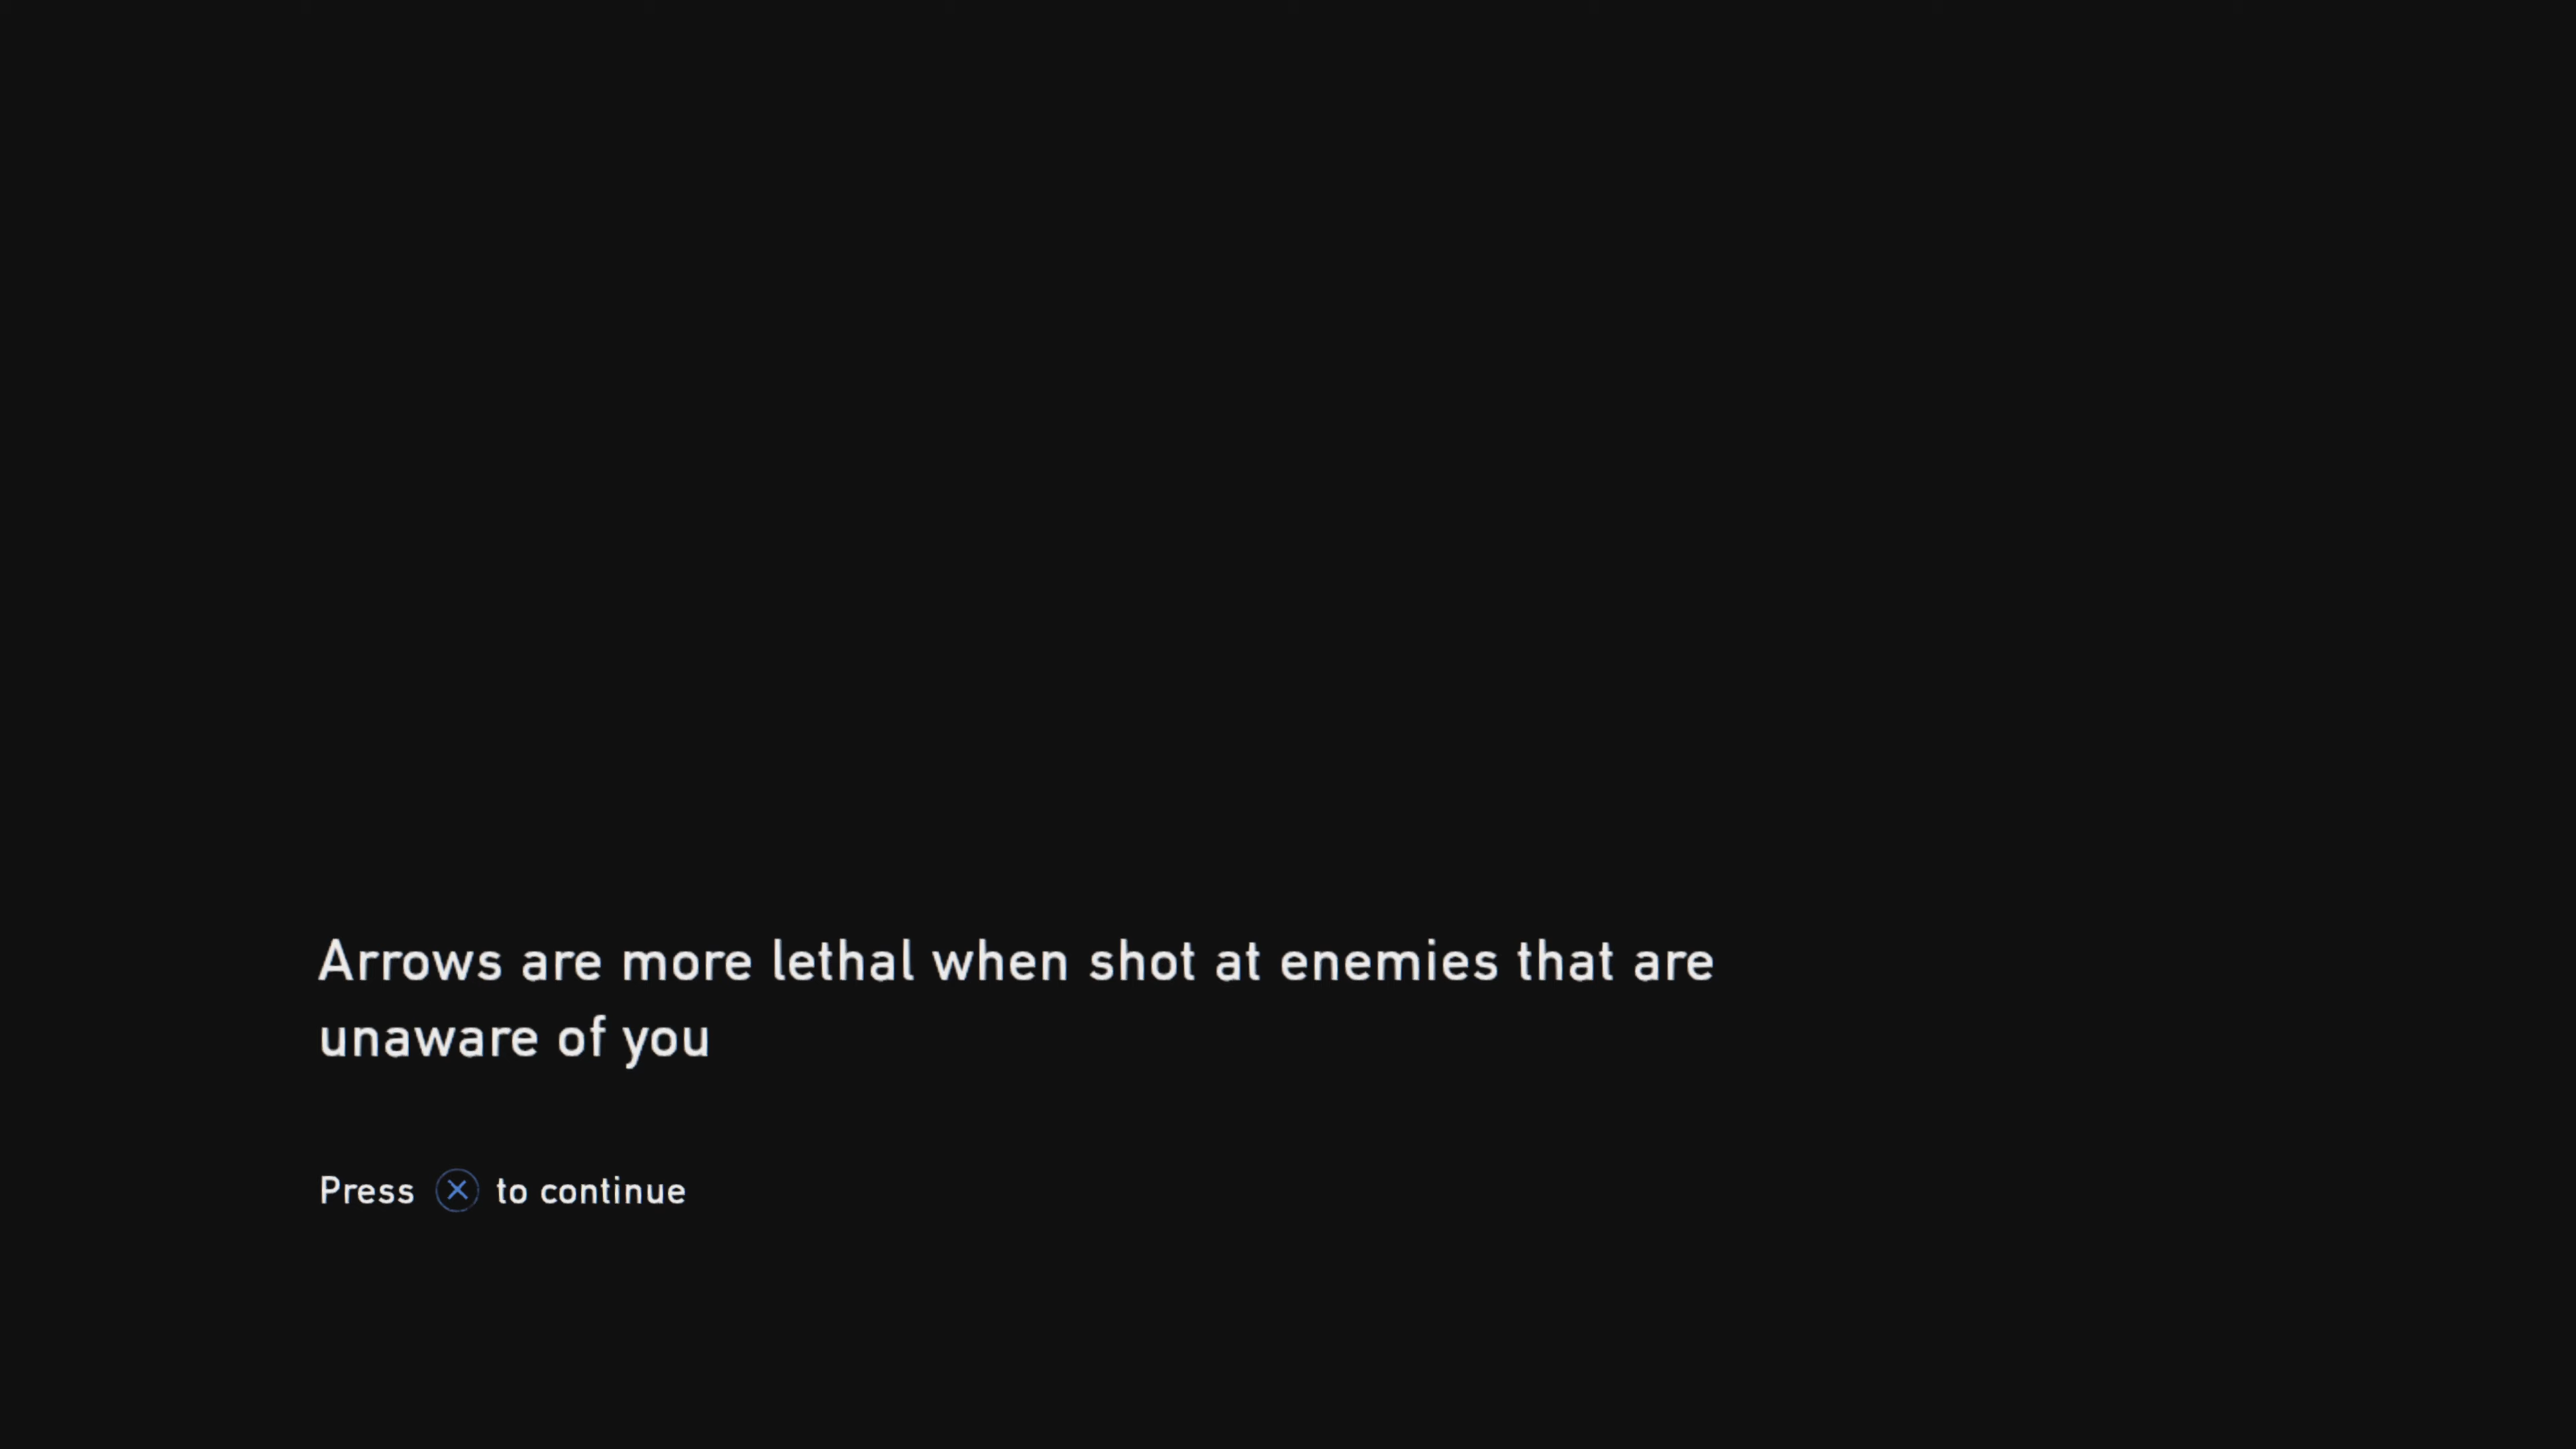 Arrows are more lethal when shot at enemies that are
unaware of you
Press ⓧ to continue